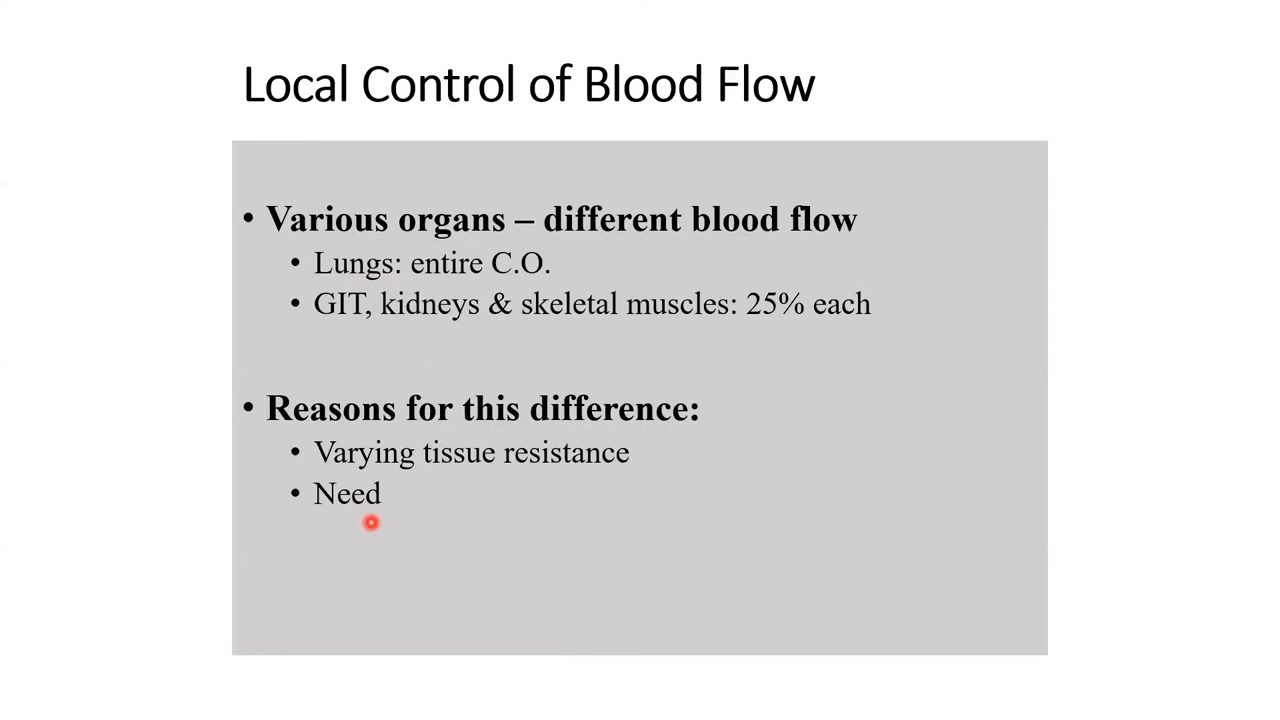 Local Control of Blood Flow
• Various organs – different blood flow
• Lungs: entire C.O.
• GIT, kidneys & skeletal muscles: 25% each
• Reasons for this difference:
• Varying tissue resistance
• Need